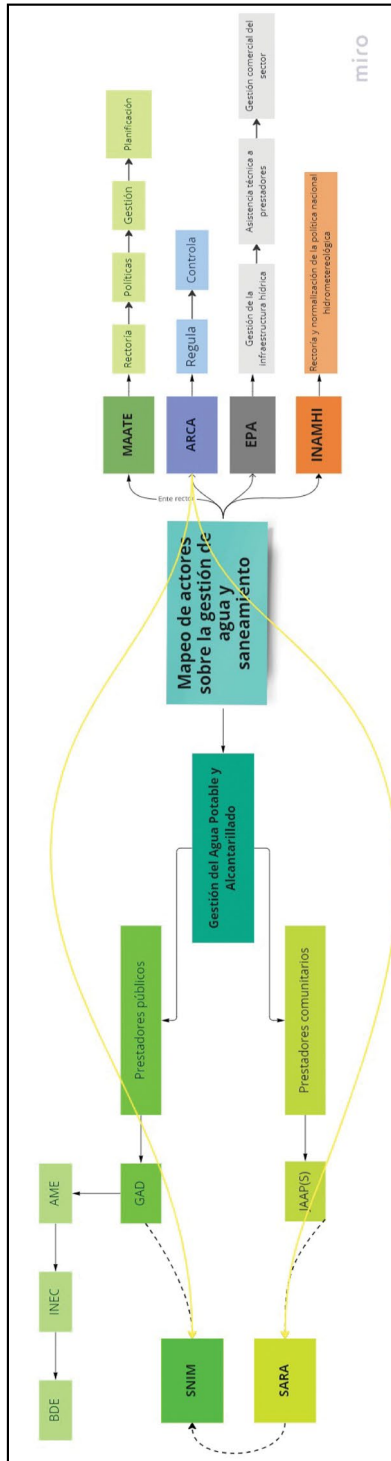 BDE
INEC
AME
SNIM
GAD
Prestadores públicos
SARA
JAAP(S)
Prestadores comunitarios
Gestión del Agua Potable y
Alcantarillado
Mapeo de actores
sobre la gestión de
agua y
saneamiento
Ente rector
MAATE
Rectoría
Políticas
Gestión
Planificación
ARCA
Regula
Controla
EPA
Gestión de la
infraestructura hídrica
Asistencia técnica a
prestadores
Gestión comercial del
sector
INAMHI
Rectoría y normalización de la política nacional
hidrometereológica
miro